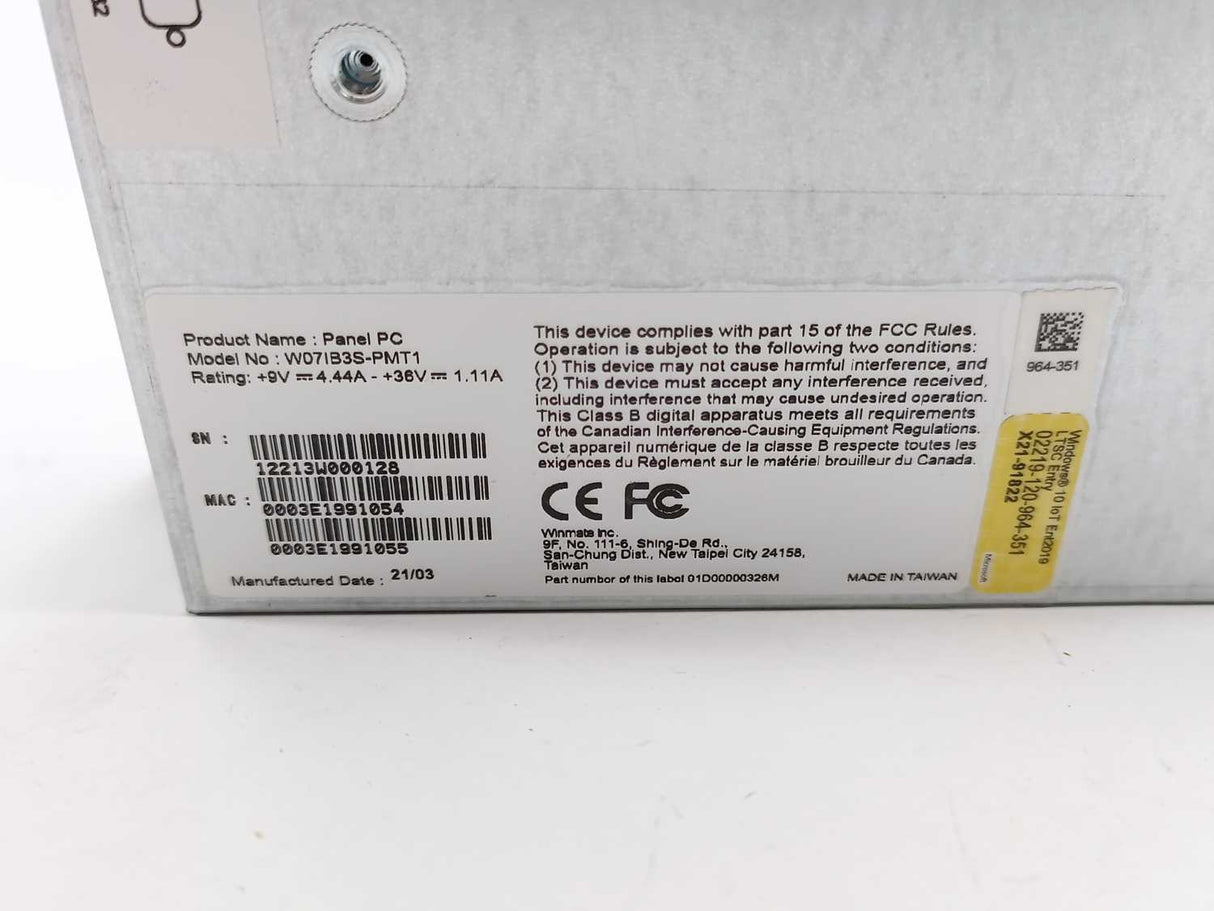 Product Name : Panel PC
Model No : W07IB3S-PMT1
Rating: +9V ⎓ 4.44A - +36V ⎓ 1.11A
SN :
12213W000128
MAC :
0003E1991054
0003E1991055
Manufactured Date : 21/03
This device complies with part 15 of the FCC Rules.
Operation is subject to the following two conditions:
(1) This device may not cause harmful interference, and
(2) This device must accept any interference received,
including interference that may cause undesired operation.
This Class B digital apparatus meets all requirements
of the Canadian Interference-Causing Equipment Regulations.
Cet appareil numérique de la classe B respecte toutes les
exigences du Règlement sur le matériel brouilleur du Canada.
CE FC
Winmate Inc.
9F, No. 111-6, Shing-De Rd.,
San-Chung Dist., New Taipei City 24158,
Taiwan
Part number of this label 01D00000326M
MADE IN TAIWAN
964-351
Windows® 10 IoT Ent2019
LTSC Entry
02219-120-964-351
X21-91822
Microsoft